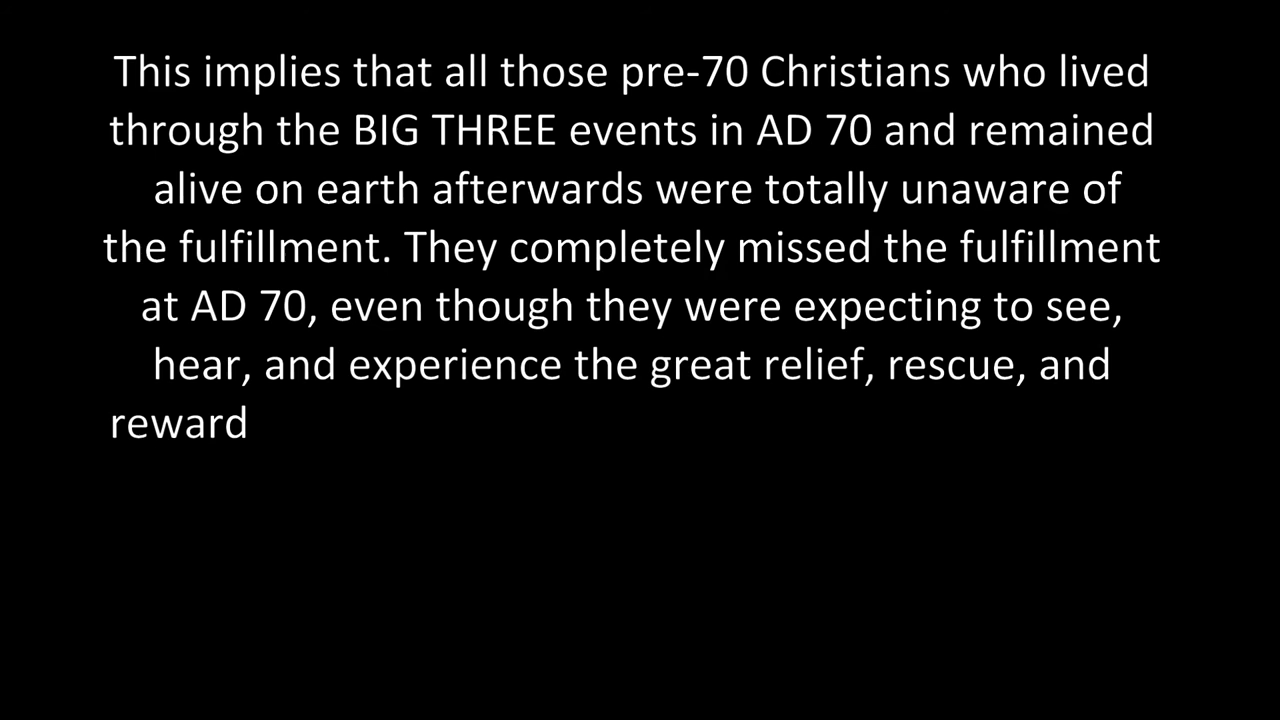 This implies that all those pre-70 Christians who lived
through the BIG THREE events in AD 70 and remained
alive on earth afterwards were totally unaware of
the fulfillment. They completely missed the fulfillment
at AD 70, even though they were expecting to see,
hear, and experience the great relief, rescue, and
reward